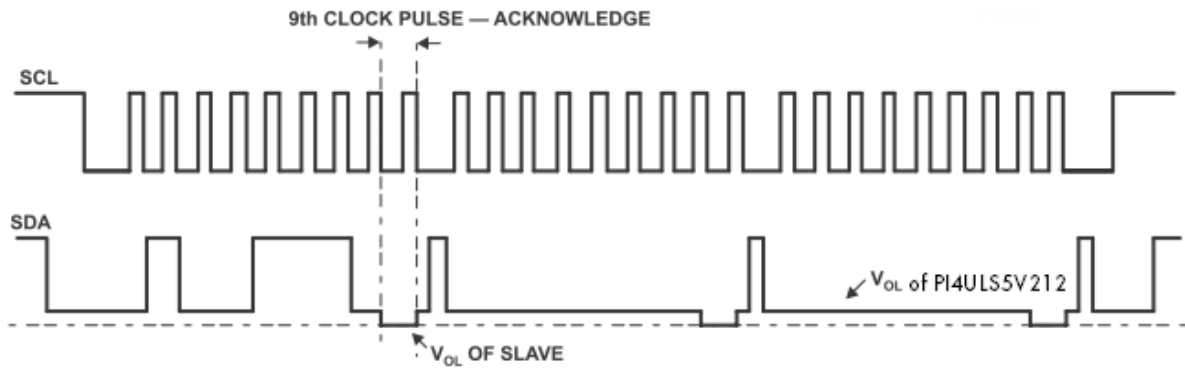 9th CLOCK PULSE — ACKNOWLEDGE
SCL
SDA
VOL of PI4ULS5V212
VOL OF SLAVE